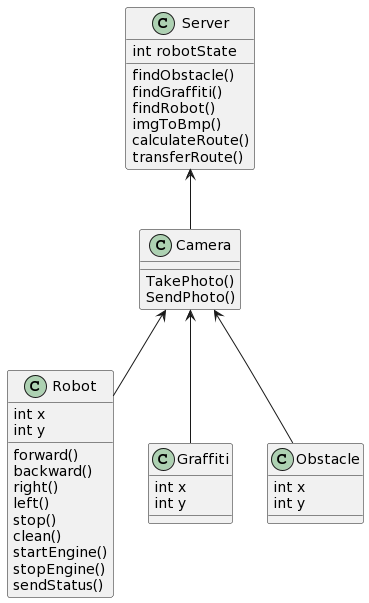 C Server
int robotState
findObstacle()
findGraffiti()
findRobot()
imgToBmp()
calculateRoute()
transferRoute()
C Camera
TakePhoto()
SendPhoto()
C Robot
int x
int y
forward()
backward()
right()
left()
stop()
clean()
startEngine()
stopEngine()
sendStatus()
C Graffiti
int x
int y
C Obstacle
int x
int y